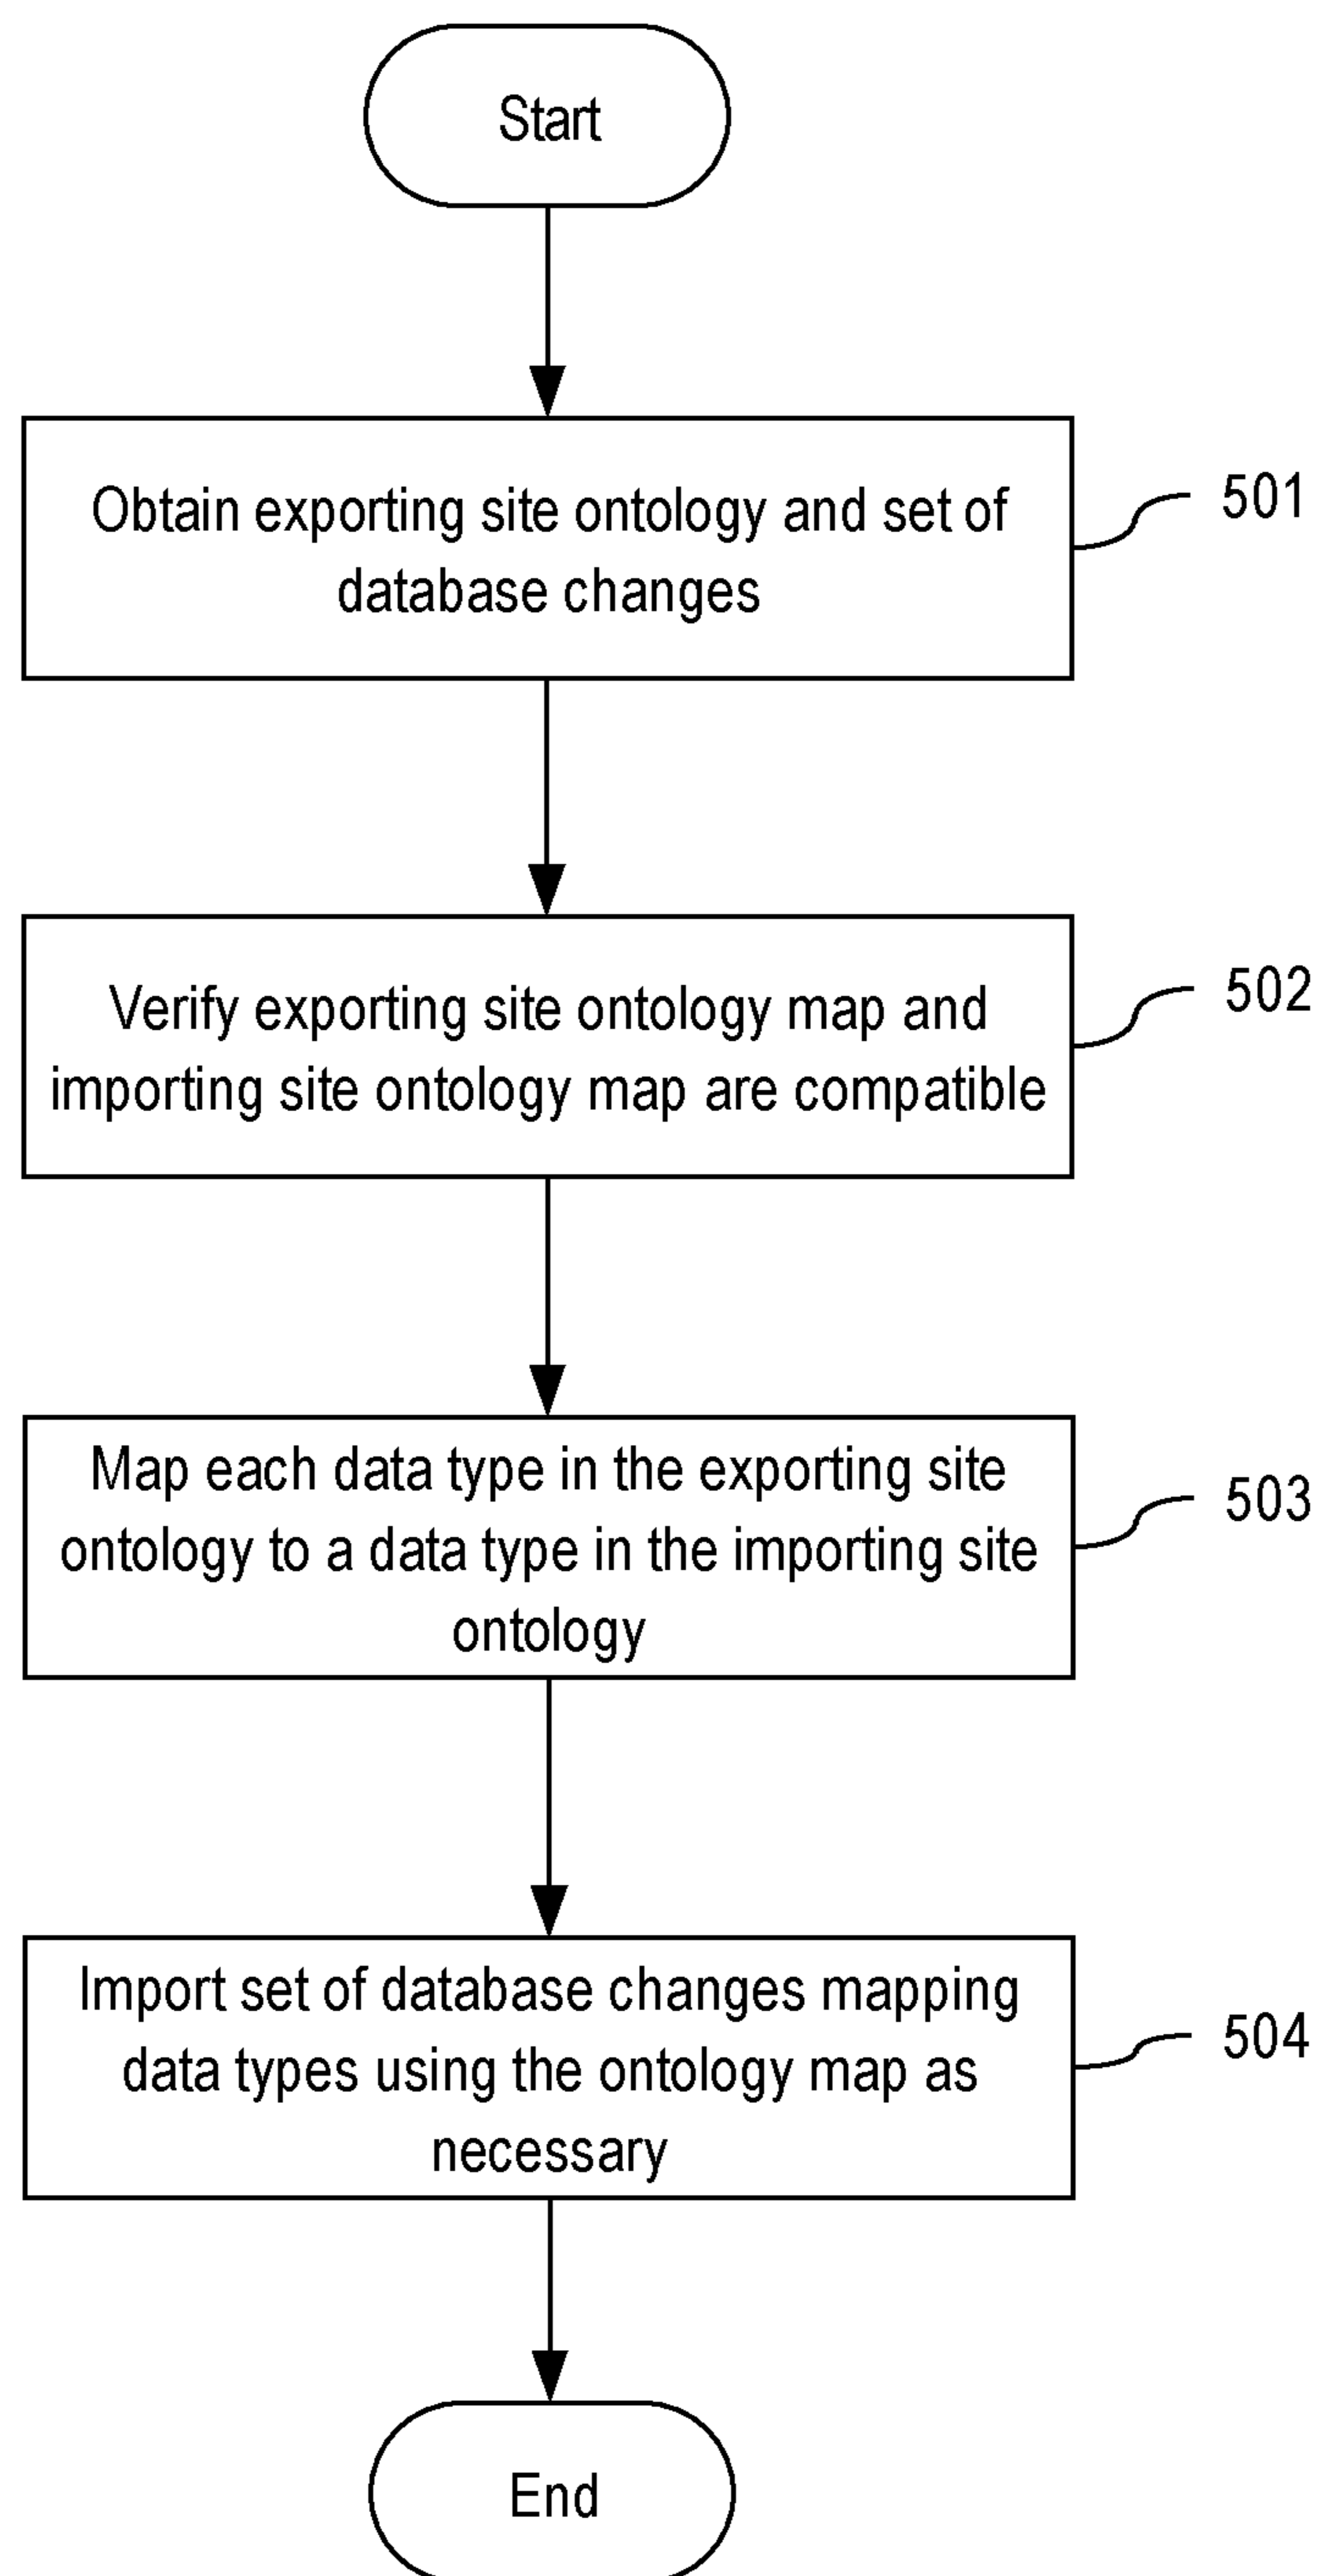 Start
Obtain exporting site ontology and set of
database changes
501
Verify exporting site ontology map and
importing site ontology map are compatible
502
Map each data type in the exporting site
ontology to a data type in the importing site
ontology
503
Import set of database changes mapping
data types using the ontology map as
necessary
504
End